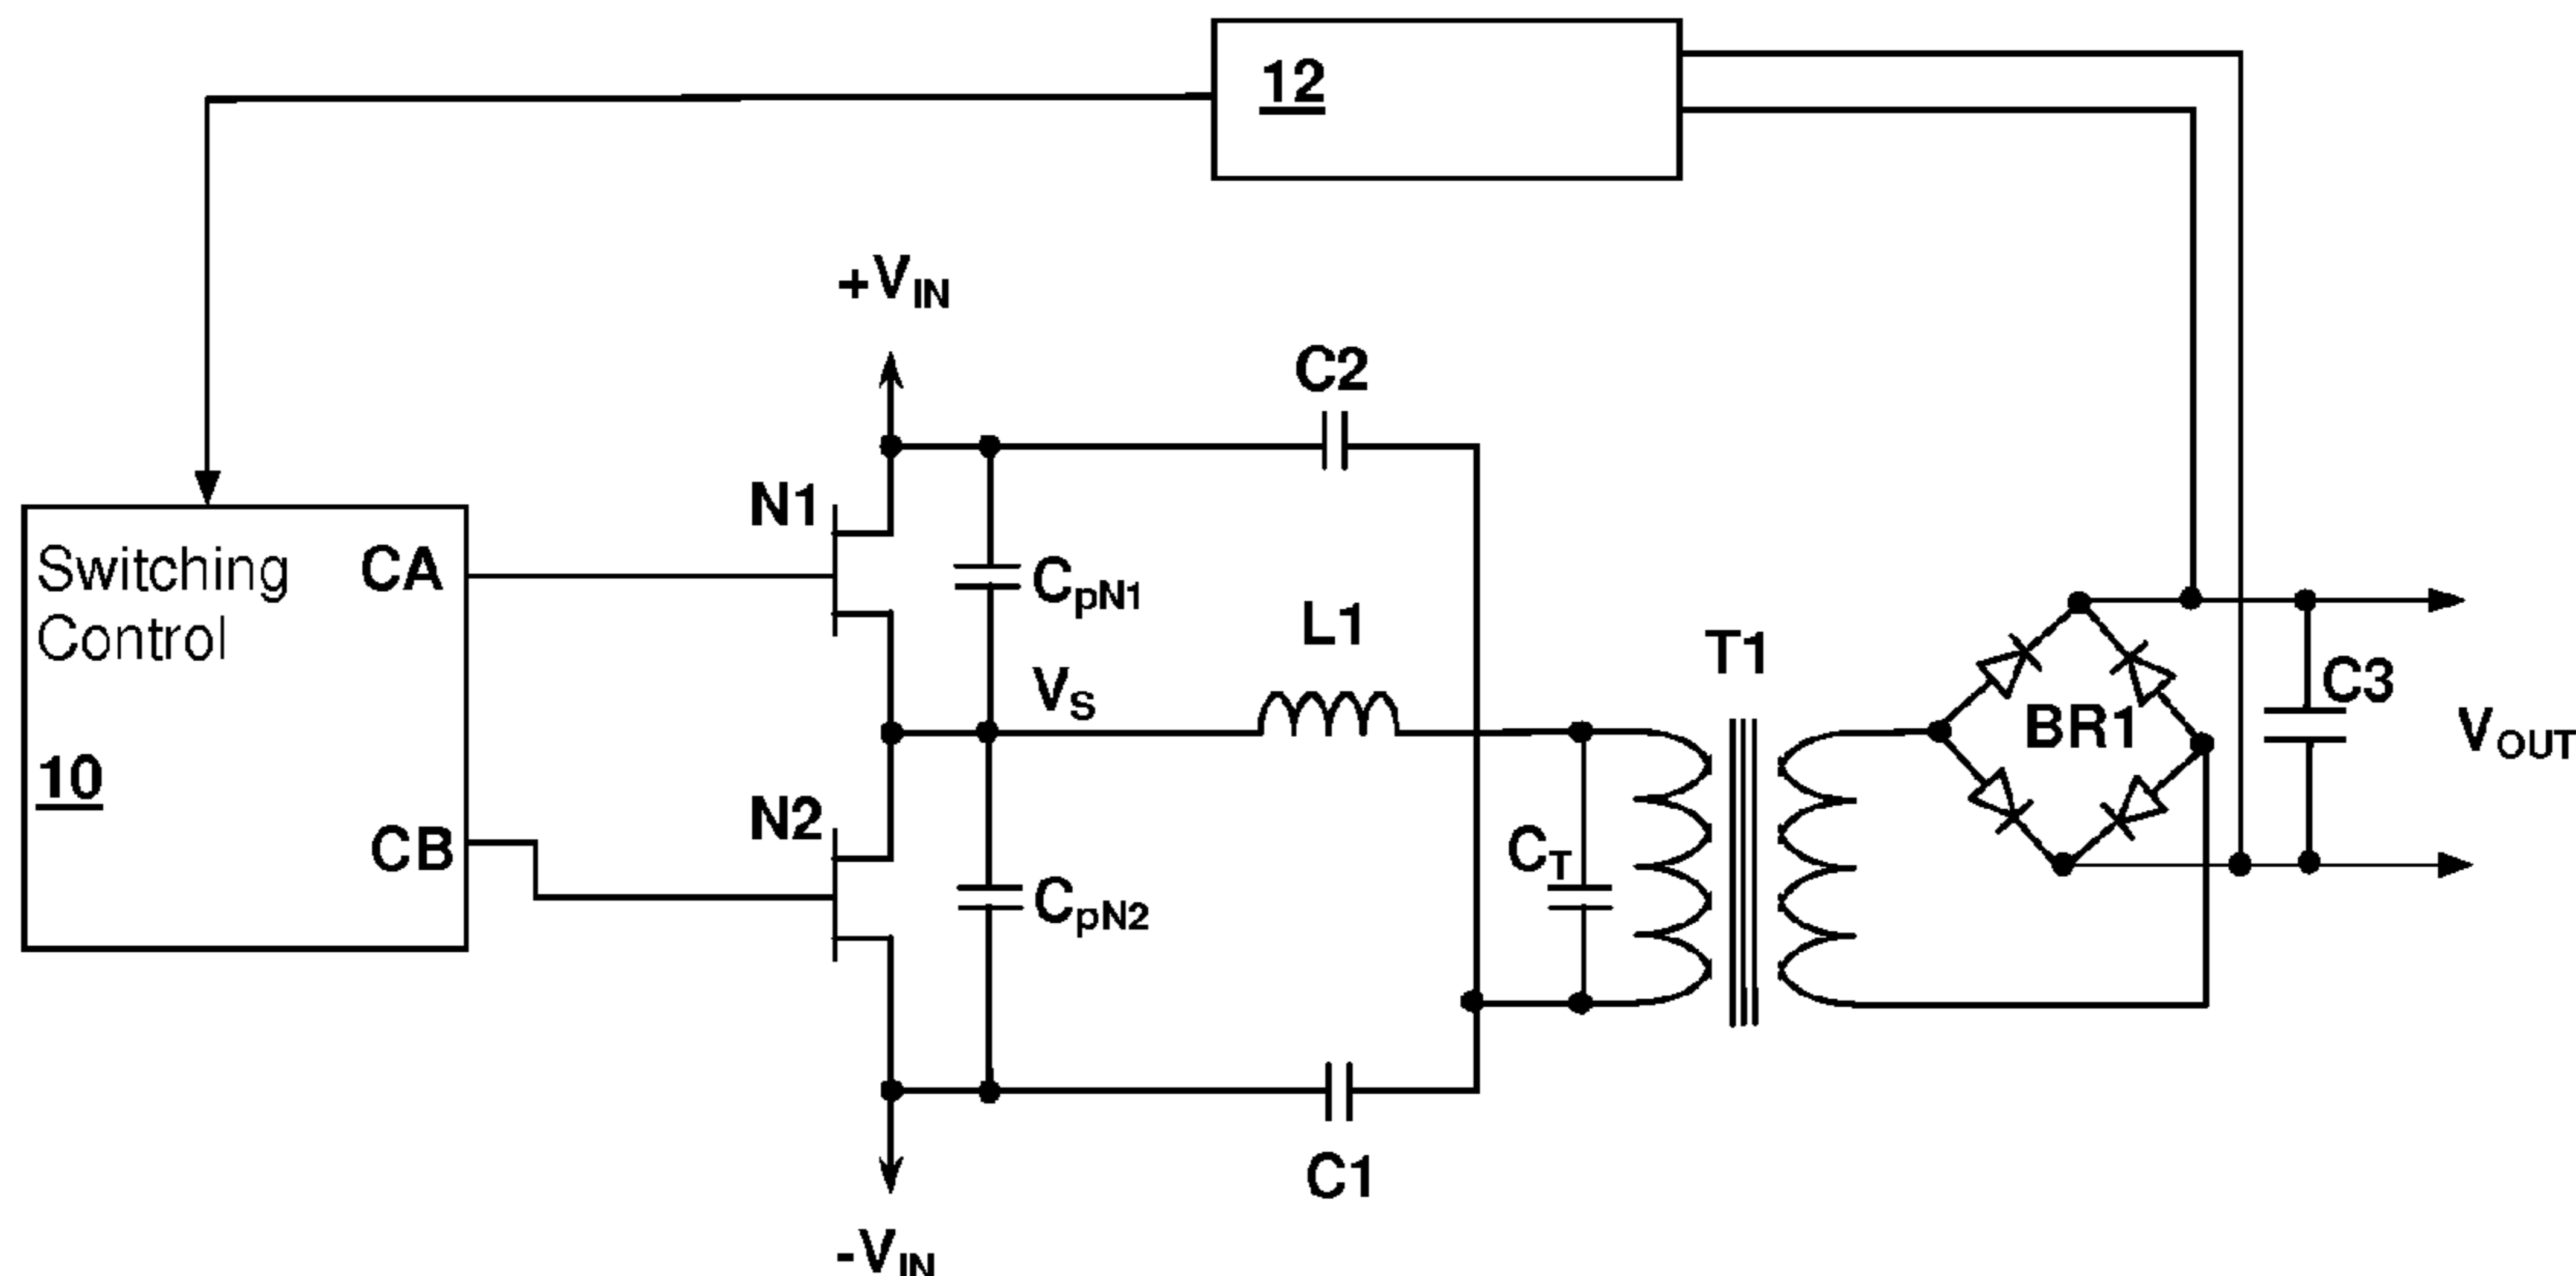 12
+VIN
C2
N1
Switching
Control
CA
CpN1
L1
T1
VS
C3
BR1
VOUT
10
N2
CB
CpN2
CT
C1
-VIN